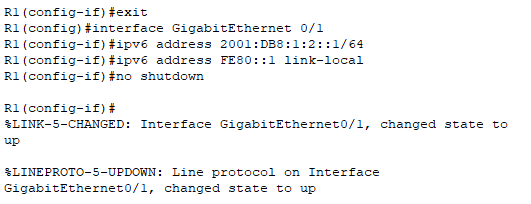 R1(config-if)#exit
R1(config)#interface GigabitEthernet 0/1
R1(config-if)#ipv6 address 2001:DB8:1:2::1/64
R1(config-if)#ipv6 address FE80::1 link-local
R1(config-if)#no shutdown
R1(config-if)#
%LINK-5-CHANGED: Interface GigabitEthernet0/1, changed state to
up
%LINEPROTO-5-UPDOWN: Line protocol on Interface
GigabitEthernet0/1, changed state to up